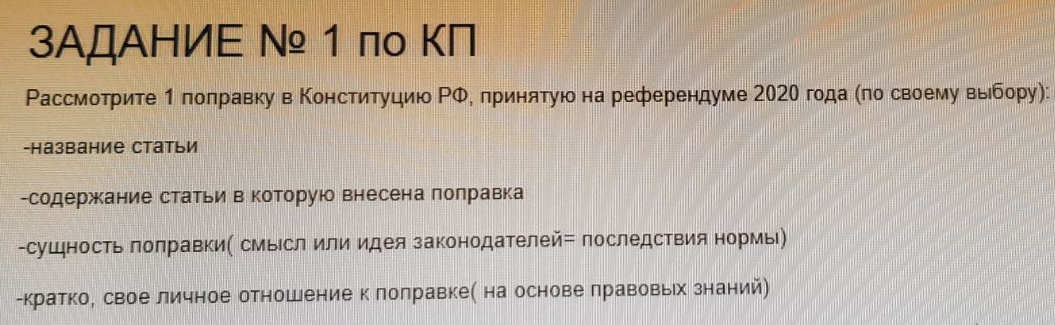 ЗАДАНИЕ № 1 по КП
Рассмотрите 1 поправку в Конституцию РФ, принятую на референдуме 2020 года (по своему выбору):
-название статьи
-содержание статьи в которую внесена поправка
-сущность поправки( смысл или идея законодателей= последствия нормы)
-кратко, свое личное отношение к поправке( на основе правовых знаний)